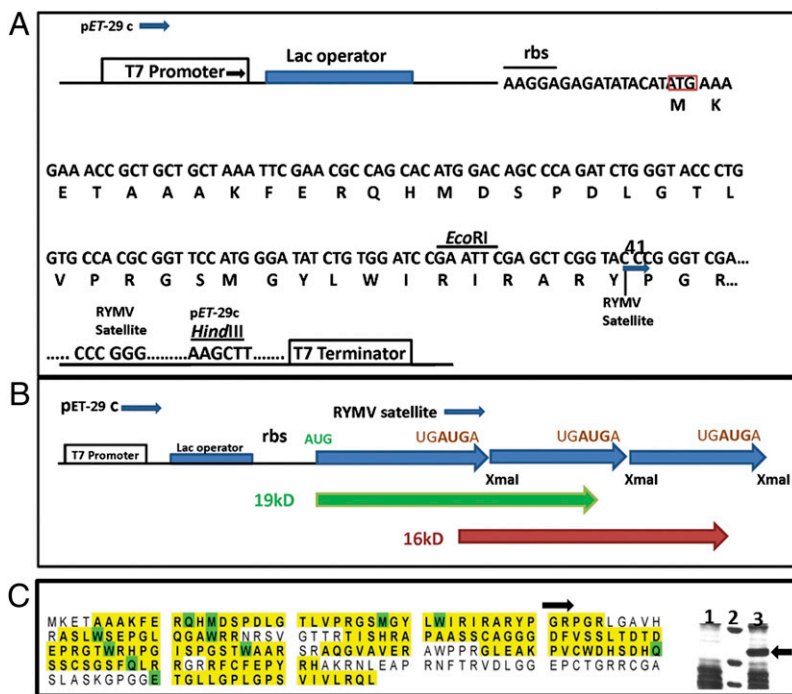 A
pET-29 c
T7 Promoter
Lac operator
rbs
AAGGAGAGATATACATATG AAA
M K
GAA ACC GCT GCT GCT AAA TTC GAA CGC CAG CAC ATG GAC AGC CCA GAT CTG GGT ACC CTG
E T A A A K F E R Q H M D S P D L G T L
EcoRI
41
GTG CCA CGC GGT TCC ATG GGA TAT CTG TGG ATC CGA ATT CGA GCT CGG TAC CCG GGT CGA...
V P R G S M G Y L W I R I R A R Y P G R...
RYMV
Satellite
RYMV
Satellite
pET-29c
HindIII
..... CCC GGG.........AAGCTT.......
T7 Terminator
B
pET-29 c
RYMV satellite
T7 Promoter
Lac operator
rbs
AUG
UGAUGA
UGAUGA
UGAUGA
XmaI
XmaI
XmaI
19kD
16kD
C
MKETAAAKFE RQHMDSPDLG TLVPRGSMGY LWIRIRARYP GRPGRLGAVH
RASLWSEPGL QGAWRRNRSV GTTRTISHRA PAASSCAGGG DFVSSLTDTD
EPRGTWRHPG ISPGSTWAAR SRAQGVAVER AWPPRGLEAK PVCWDHSDHQ
SSCSGSFQLR RGRRFCFEPY RHAKRNLEAP RNFTRVDLGG EPCTGRRCGA
SLASKGPGGE TGLLGPLGPS VIVLRQL
1 2 3